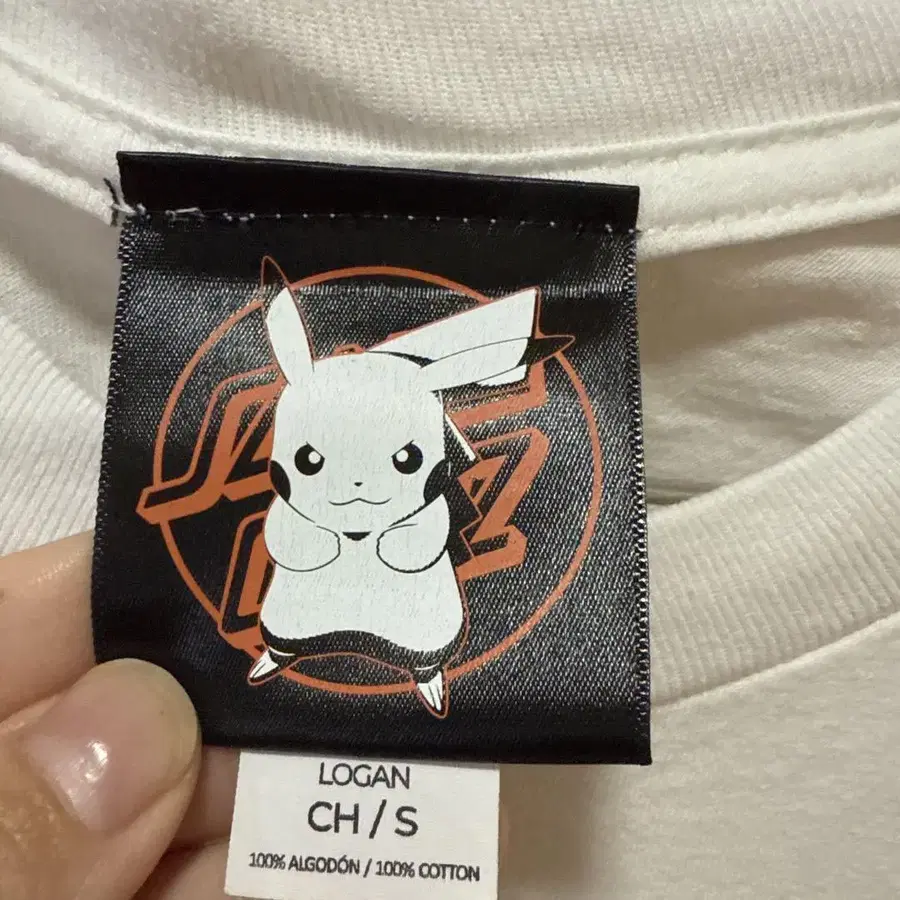 LOGAN
CH / S
100% ALGODÓN / 100% COTTON